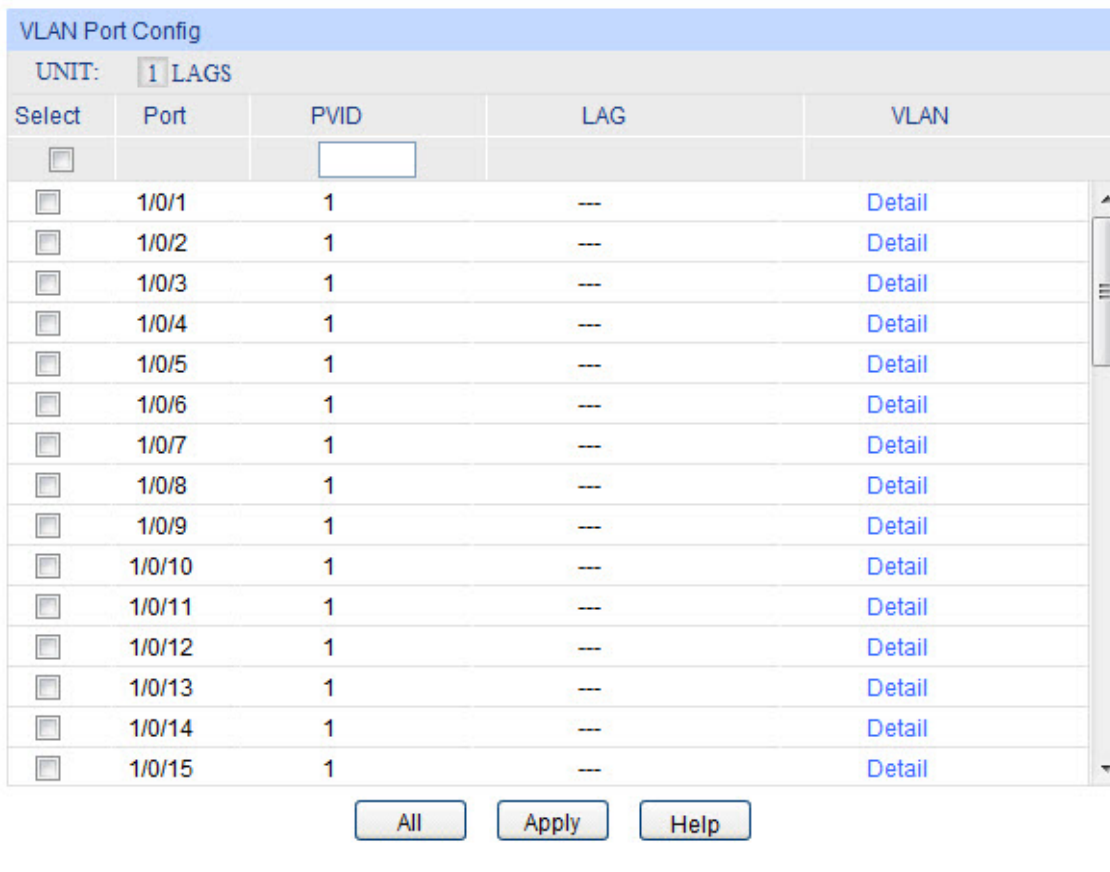 VLAN Port Config
UNIT: 1 LAGS
Select Port PVID LAG VLAN
1/0/1 1 --- Detail
1/0/2 1 --- Detail
1/0/3 1 --- Detail
1/0/4 1 --- Detail
1/0/5 1 --- Detail
1/0/6 1 --- Detail
1/0/7 1 --- Detail
1/0/8 1 --- Detail
1/0/9 1 --- Detail
1/0/10 1 --- Detail
1/0/11 1 --- Detail
1/0/12 1 --- Detail
1/0/13 1 --- Detail
1/0/14 1 --- Detail
1/0/15 1 --- Detail
All Apply Help